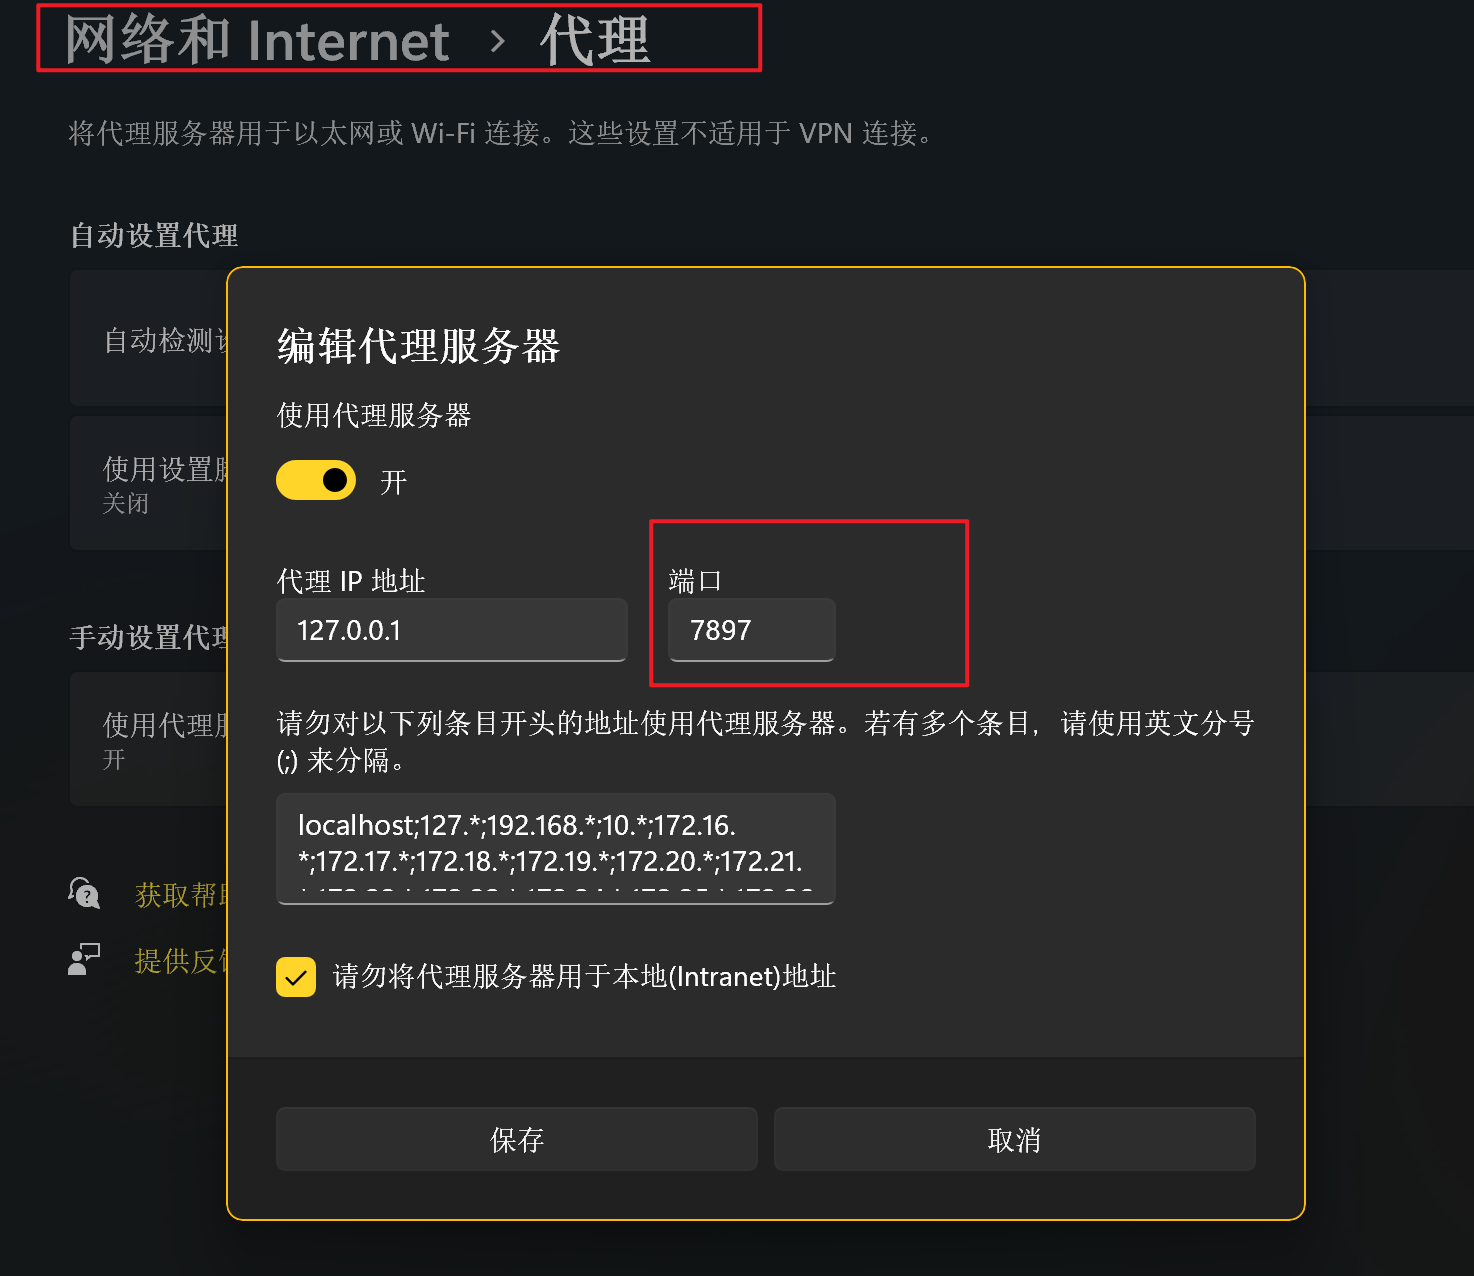 网络和 Internet › 代理
将代理服务器用于以太网或 Wi-Fi 连接。这些设置不适用于 VPN 连接。
自动设置代理
自动检测
使用设置
关闭
手动设置代理
使用代理
开
获取帮
提供反
编辑代理服务器
使用代理服务器
开
代理 IP 地址
端口
127.0.0.1
7897
请勿对以下列条目开头的地址使用代理服务器。若有多个条目，请使用英文分号
(;) 来分隔。
localhost;127.*;192.168.*;10.*;172.16.
*;172.17.*;172.18.*;172.19.*;172.20.*;172.21.
请勿将代理服务器用于本地(Intranet)地址
保存
取消